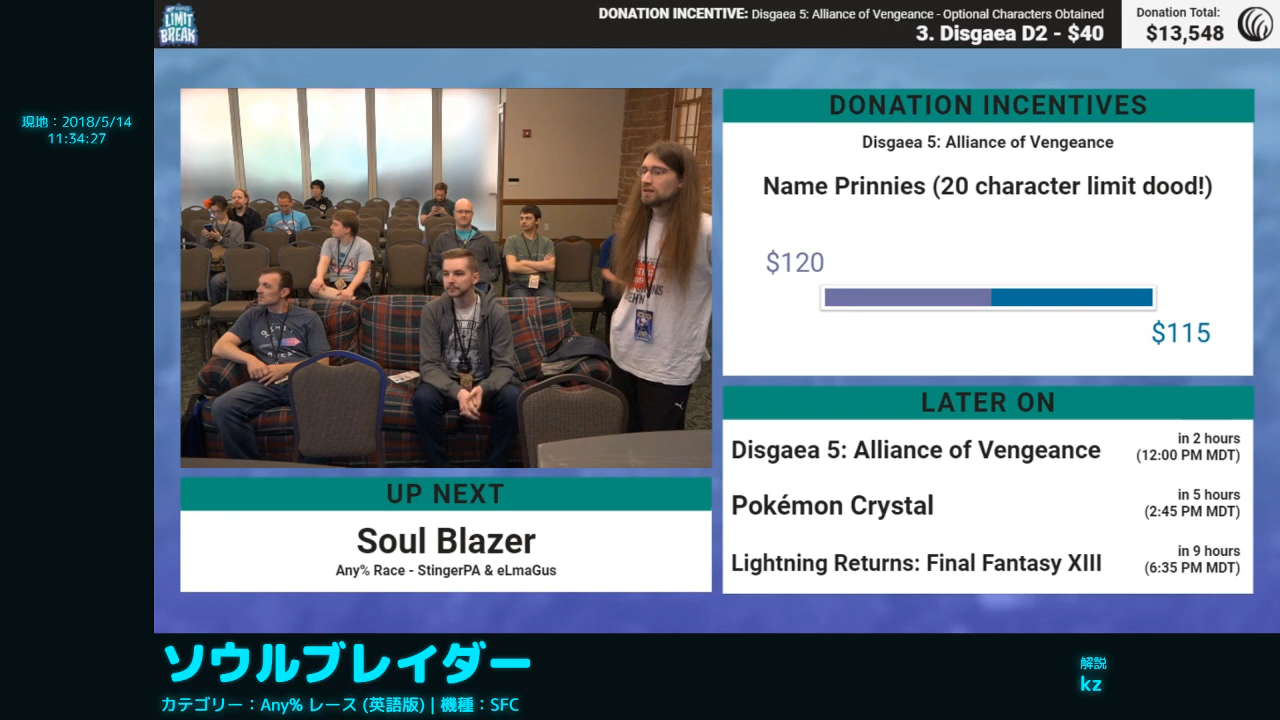 LIMIT
BREAK
DONATION INCENTIVE: Disgaea 5: Alliance of Vengeance - Optional Characters Obtained
3. Disgaea D2 - $40
Donation Total:
$13,548
現地：2018/5/14
11:34:27
DONATION INCENTIVES
Disgaea 5: Alliance of Vengeance
Name Prinnies (20 character limit dood!)
$120
$115
LATER ON
Disgaea 5: Alliance of Vengeance
in 2 hours
(12:00 PM MDT)
Pokémon Crystal
in 5 hours
(2:45 PM MDT)
Lightning Returns: Final Fantasy XIII
in 9 hours
(6:35 PM MDT)
UP NEXT
Soul Blazer
Any% Race - StingerPA & eLmaGus
ソウルブレイダー
カテゴリー：Any% レース (英語版) | 機種：SFC
解説
kz